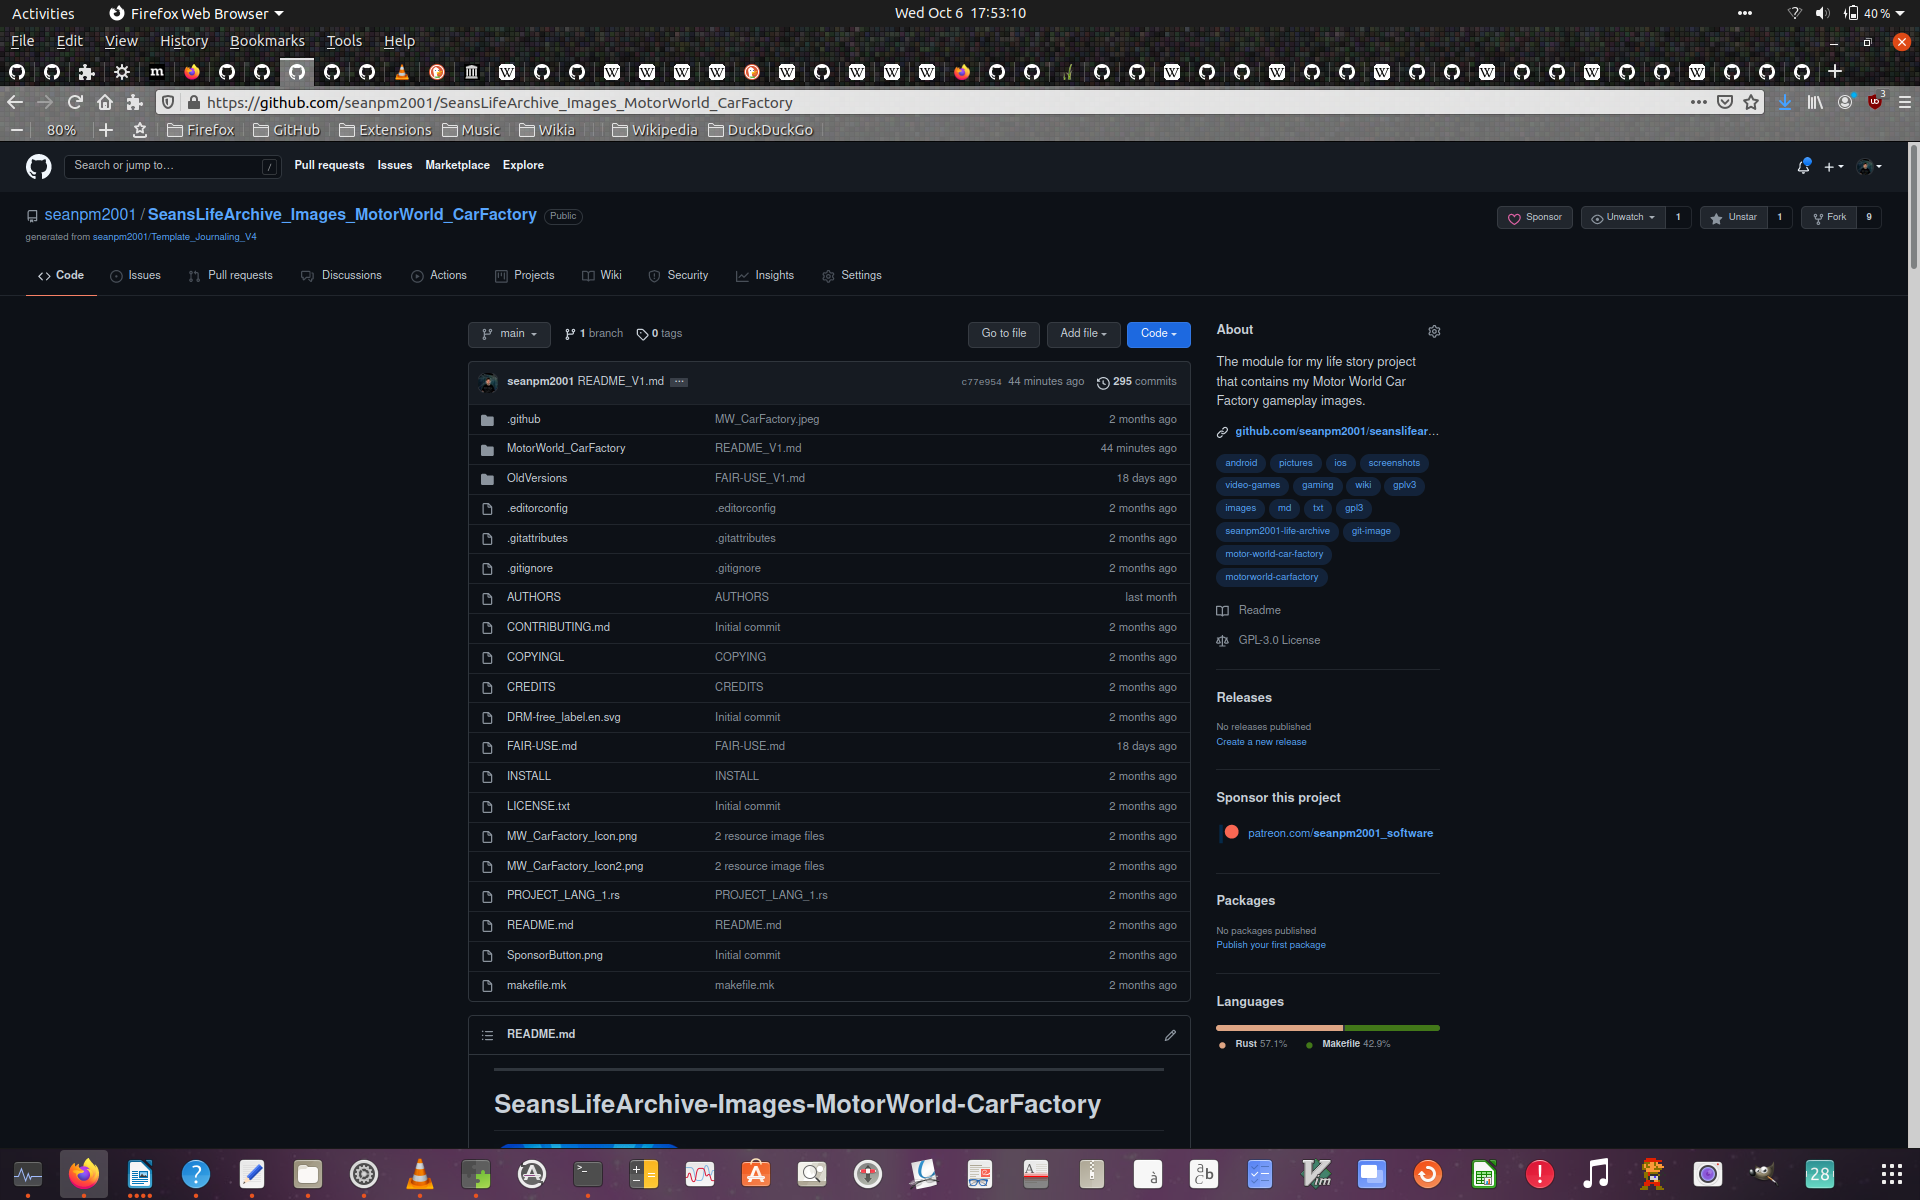 Activities Firefox Web Browser Wed Oct 6 17:53:10 40 %
File Edit View History Bookmarks Tools Help
https://github.com/seanpm2001/SeansLifeArchive_Images_MotorWorld_CarFactory 3
80% Firefox GitHub Extensions Music Wikia Wikipedia DuckDuckGo
Search or jump to... / Pull requests Issues Marketplace Explore
seanpm2001 / SeansLifeArchive_Images_MotorWorld_CarFactory Public Sponsor Unwatch 1 Unstar 1 Fork 9
generated from seanpm2001/Template_Journaling_V4
Code Issues Pull requests Discussions Actions Projects Wiki Security Insights Settings
main 1 branch 0 tags Go to file Add file Code
seanpm2001 README_V1.md c77e954 44 minutes ago 295 commits
.github MW_CarFactory.jpeg 2 months ago
MotorWorld_CarFactory README_V1.md 44 minutes ago
OldVersions FAIR-USE_V1.md 18 days ago
.editorconfig .editorconfig 2 months ago
.gitattributes .gitattributes 2 months ago
.gitignore .gitignore 2 months ago
AUTHORS AUTHORS last month
CONTRIBUTING.md Initial commit 2 months ago
COPYINGL COPYING 2 months ago
CREDITS CREDITS 2 months ago
DRM-free_label.en.svg Initial commit 2 months ago
FAIR-USE.md FAIR-USE.md 18 days ago
INSTALL INSTALL 2 months ago
LICENSE.txt Initial commit 2 months ago
MW_CarFactory_Icon.png 2 resource image files 2 months ago
MW_CarFactory_Icon2.png 2 resource image files 2 months ago
PROJECT_LANG_1.rs PROJECT_LANG_1.rs 2 months ago
README.md README.md 2 months ago
SponsorButton.png Initial commit 2 months ago
makefile.mk makefile.mk 2 months ago
README.md
SeansLifeArchive-Images-MotorWorld-CarFactory
About
The module for my life story project
that contains my Motor World Car
Factory gameplay images.
github.com/seanpm2001/seanslifear...
android pictures ios screenshots
video-games gaming wiki gplv3
images md txt gpl3
seanpm2001-life-archive git-image
motor-world-car-factory
motorworld-carfactory
Readme
GPL-3.0 License
Releases
No releases published
Create a new release
Sponsor this project
patreon.com/seanpm2001_software
Packages
No packages published
Publish your first package
Languages
Rust 57.1% Makefile 42.9%
28